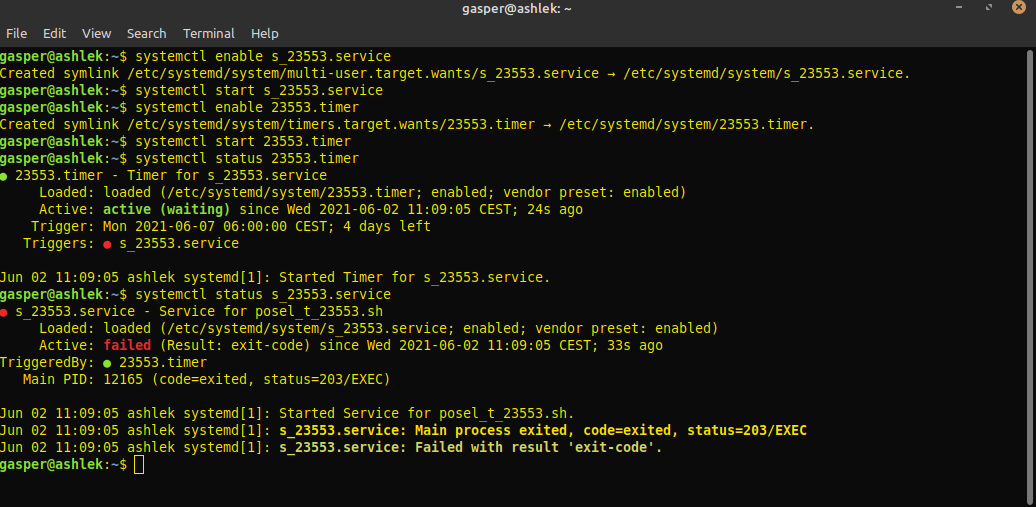 gasper@ashlek: ~
File Edit View Search Terminal Help
gasper@ashlek:~$ systemctl enable s_23553.service
Created symlink /etc/systemd/system/multi-user.target.wants/s_23553.service → /etc/systemd/system/s_23553.service.
gasper@ashlek:~$ systemctl start s_23553.service
gasper@ashlek:~$ systemctl enable 23553.timer
Created symlink /etc/systemd/system/timers.target.wants/23553.timer → /etc/systemd/system/23553.timer.
gasper@ashlek:~$ systemctl start 23553.timer
gasper@ashlek:~$ systemctl status 23553.timer
● 23553.timer - Timer for s_23553.service
Loaded: loaded (/etc/systemd/system/23553.timer; enabled; vendor preset: enabled)
Active: active (waiting) since Wed 2021-06-02 11:09:05 CEST; 24s ago
Trigger: Mon 2021-06-07 06:00:00 CEST; 4 days left
Triggers: ● s_23553.service
Jun 02 11:09:05 ashlek systemd[1]: Started Timer for s_23553.service.
gasper@ashlek:~$ systemctl status s_23553.service
● s_23553.service - Service for posel_t_23553.sh
Loaded: loaded (/etc/systemd/system/s_23553.service; enabled; vendor preset: enabled)
Active: failed (Result: exit-code) since Wed 2021-06-02 11:09:05 CEST; 33s ago
TriggeredBy: ● 23553.timer
Main PID: 12165 (code=exited, status=203/EXEC)
Jun 02 11:09:05 ashlek systemd[1]: Started Service for posel_t_23553.sh.
Jun 02 11:09:05 ashlek systemd[1]: s_23553.service: Main process exited, code=exited, status=203/EXEC
Jun 02 11:09:05 ashlek systemd[1]: s_23553.service: Failed with result 'exit-code'.
gasper@ashlek:~$